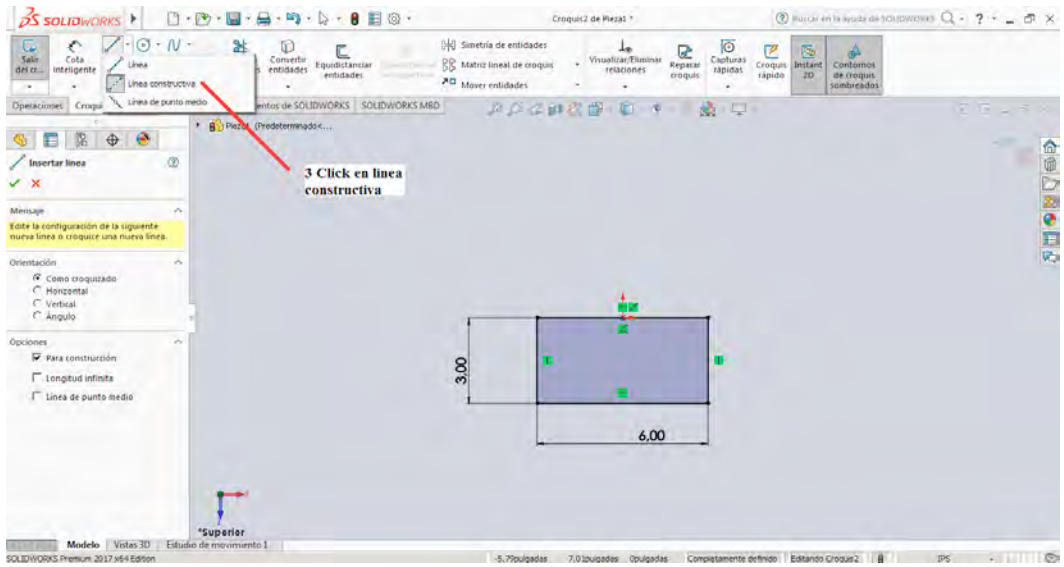 SOLIDWORKS
Croquis2 de Pieza1 *
Buscar en la ayuda de SOLIDWORKS
Salir del cr...
Cota inteligente
Línea
Línea constructiva
Línea de punto medio
Convertir entidades
Equidistanciar entidades
Simetría de entidades
Matriz lineal de croquis
Mover entidades
Visualizar/Eliminar relaciones
Reparar croquis
Capturas rápidas
Croquis rápido
Instant 2D
Contornos de croquis sombreados
Operaciones
Croqui
entos de SOLIDWORKS
SOLIDWORKS MBD
Pieza1 (Predeterminado<...
Insertar línea
3 Click en linea
constructiva
Mensaje
Edite la configuración de la siguiente
nueva línea o croquice una nueva línea.
Orientación
Como croquizado
Horizontal
Vertical
Ángulo
Opciones
Para construcción
Longitud infinita
Línea de punto medio
3,00
6,00
*Superior
Modelo
Vistas 3D
Estudio de movimiento 1
SOLIDWORKS Premium 2017 x64 Edition
-5.79pulgadas
7.01pulgadas
0pulgadas
Completamente definido
Editando Croquis2
IPS